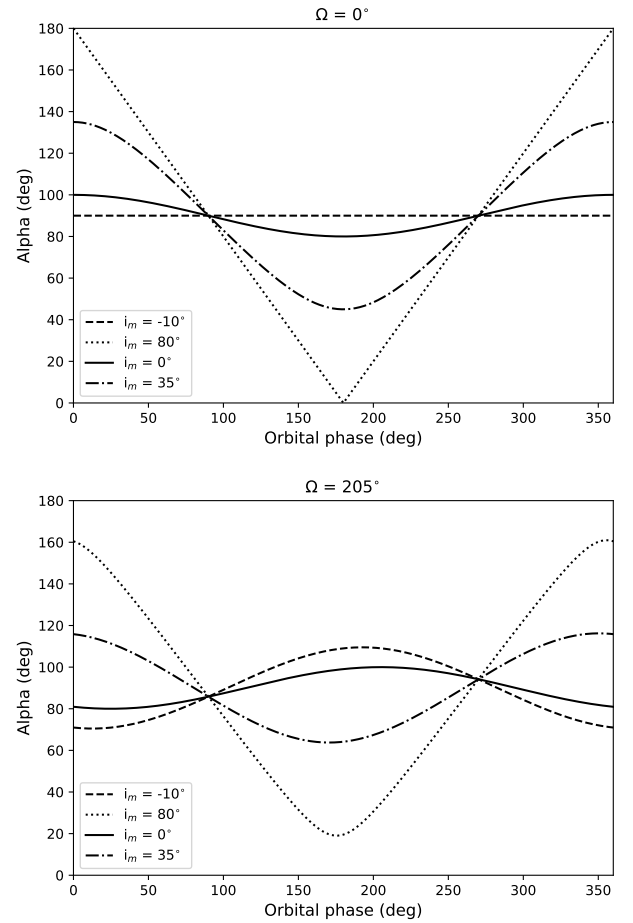 Ω = 0°
180
160
140
120
100
80
60
40
20
0
Alpha (deg)
i_m = -10°
i_m = 80°
i_m = 0°
i_m = 35°
0 50 100 150 200 250 300 350
Orbital phase (deg)
Ω = 205°
180
160
140
120
100
80
60
40
20
0
Alpha (deg)
i_m = -10°
i_m = 80°
i_m = 0°
i_m = 35°
0 50 100 150 200 250 300 350
Orbital phase (deg)